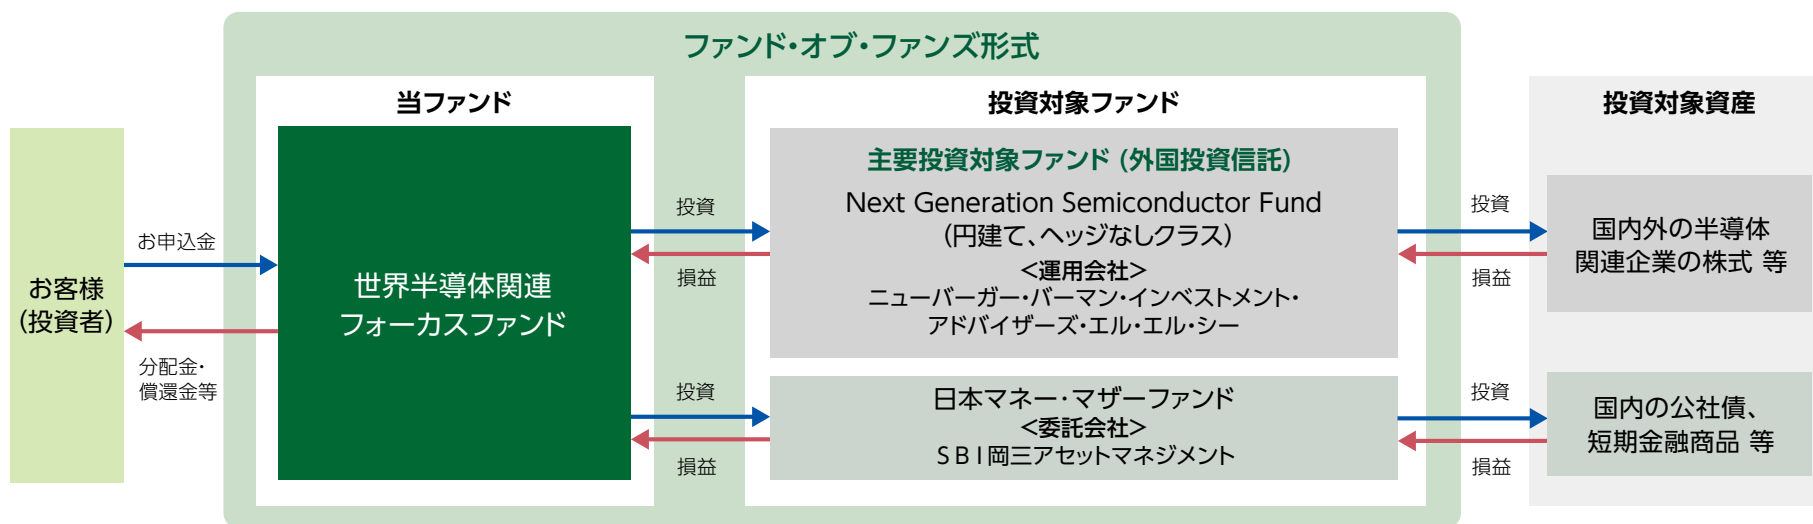 ファンド・オブ・ファンズ形式
当ファンド
投資対象ファンド
投資対象資産
お客様
（投資者）
お申込金
分配金・
償還金等
世界半導体関連
フォーカスファンド
投資
損益
主要投資対象ファンド (外国投資信託)
Next Generation Semiconductor Fund
（円建て、ヘッジなしクラス）
<運用会社>
ニューバーガー・バーマン・インベストメント・
アドバイザーズ・エル・エル・シー
投資
損益
国内外の半導体
関連企業の株式 等
投資
損益
日本マネー・マザーファンド
<委託会社>
SBI岡三アセットマネジメント
投資
損益
国内の公社債、
短期金融商品 等